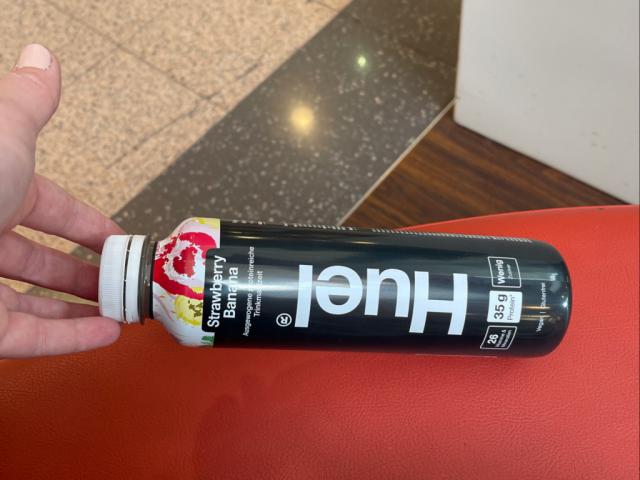 Strawberry
Banana
Ausgewogene proteinreiche
Trinkmahlzeit
Huel
26
35 g
Protein
Wenig
Zucker
Vegan | Glutenfrei